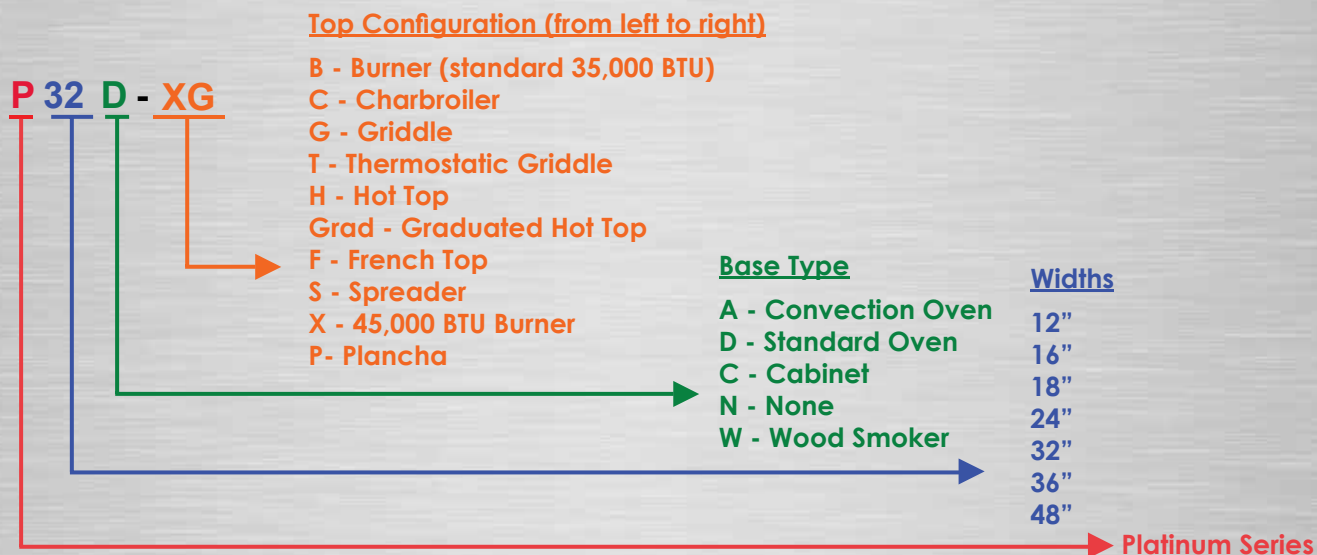 Top Configuration (from left to right)
B - Burner (standard 35,000 BTU)
P 32 D - XG
C - Charbroiler
G - Griddle
T - Thermostatic Griddle
H - Hot Top
Grad - Graduated Hot Top
F - French Top
S - Spreader
X - 45,000 BTU Burner
P- Plancha
Base Type
A - Convection Oven
D - Standard Oven
C - Cabinet
N - None
W - Wood Smoker
Widths
12”
16”
18”
24”
32”
36”
48”
Platinum Series